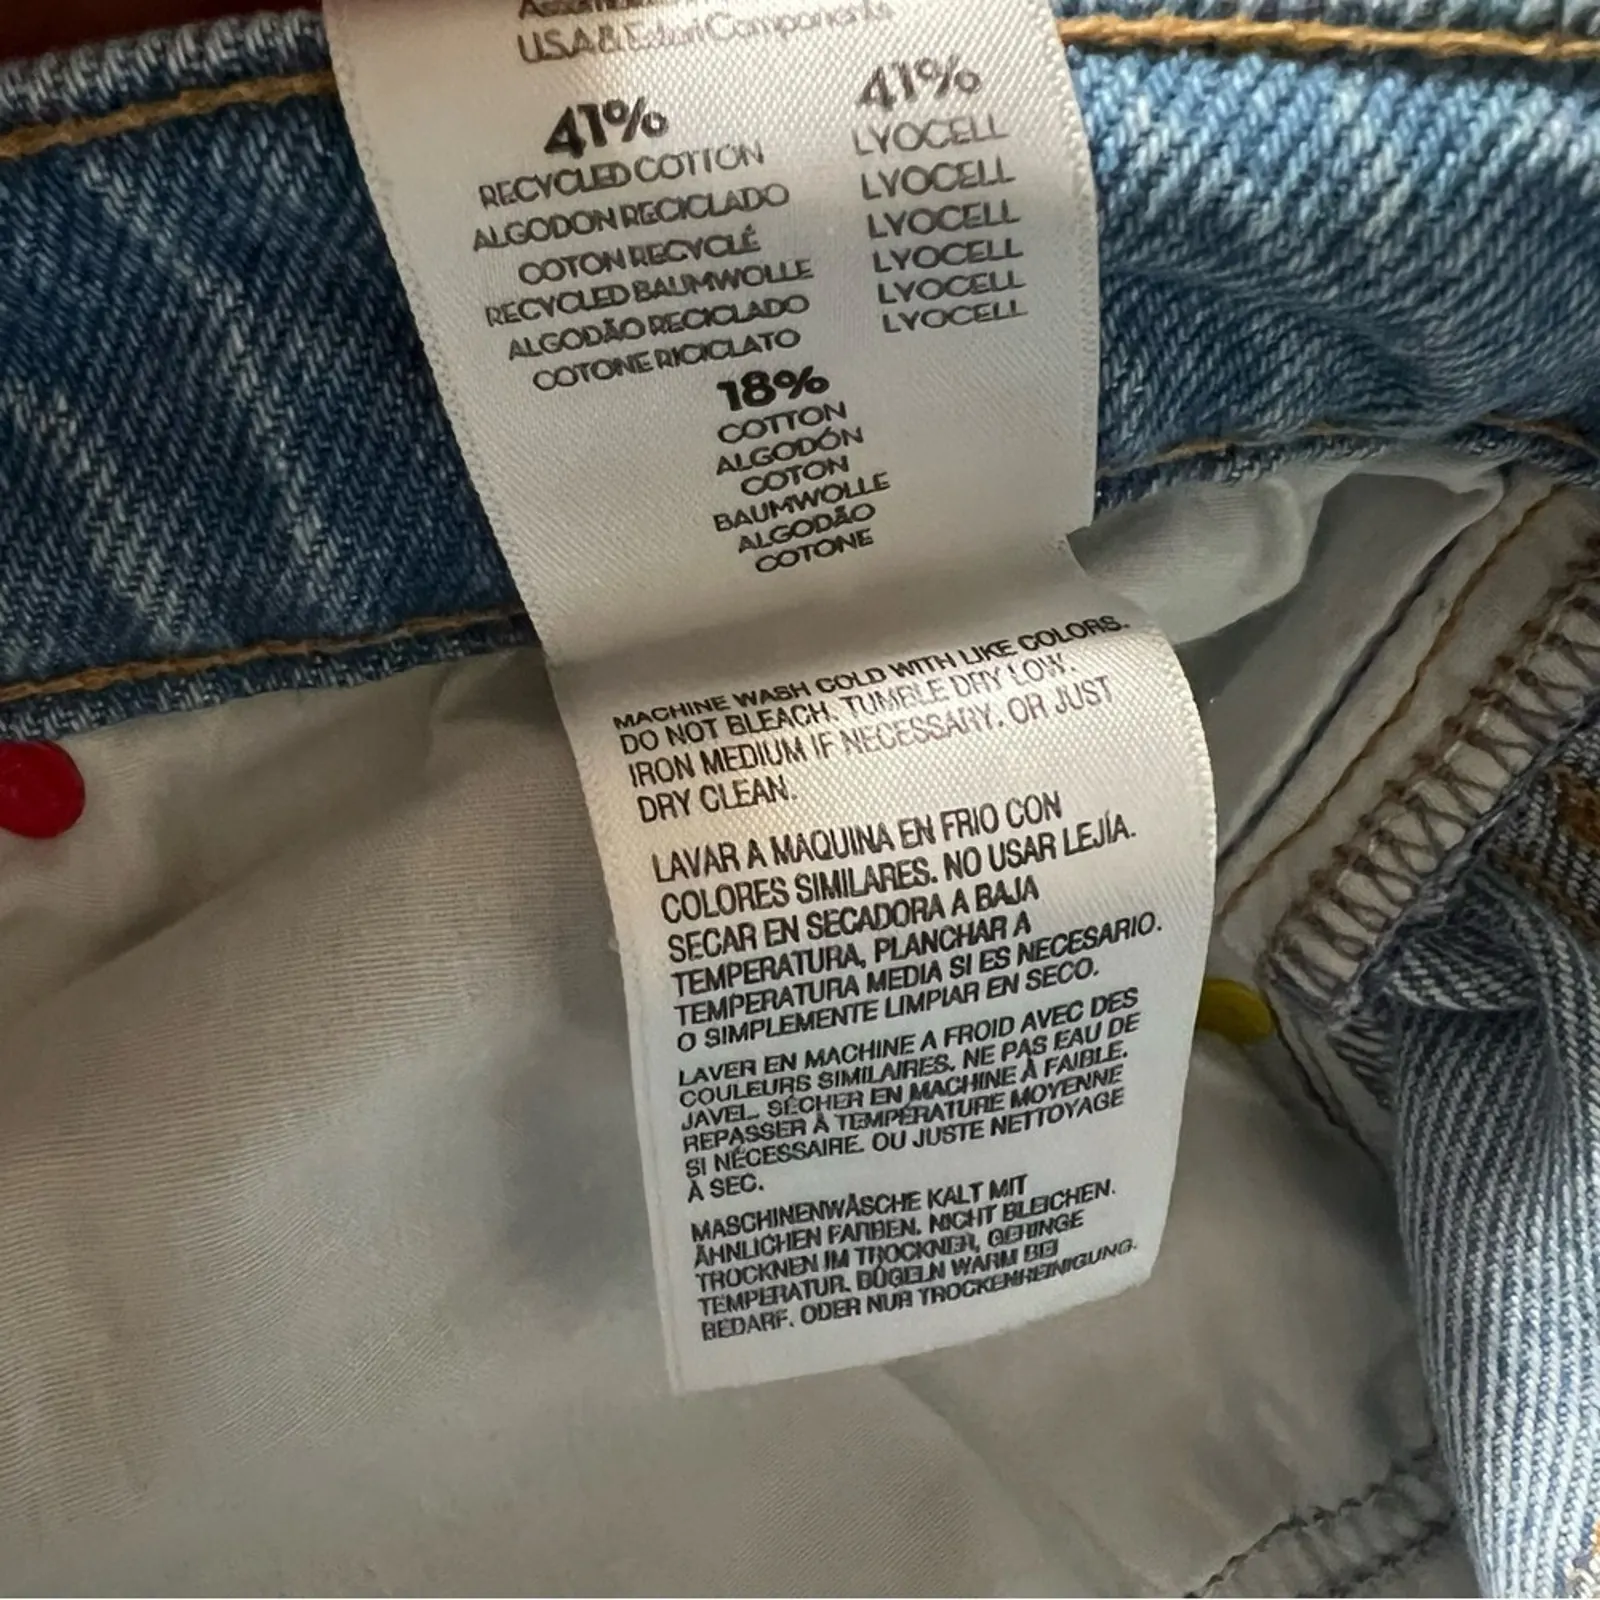 USA &
41%
RECYCLED COTTON
ALGODON RECICLADO
COTON RECYCLÉ
RECYCLED BAUMWOLLE
ALGODÃO RECICLADO
COTONE RICICLATO
41%
LYOCELL
LYOCELL
LYOCELL
LYOCELL
LYOCELL
LYOCELL
18%
COTTON
ALGODÓN
COTON
BAUMWOLLE
ALGODÃO
COTONE
MACHINE WASH COLD WITH LIKE COLORS.
DO NOT BLEACH. TUMBLE DRY LOW.
IRON MEDIUM IF NECESSARY. OR JUST
DRY CLEAN.
LAVAR A MAQUINA EN FRIO CON
COLORES SIMILARES. NO USAR LEJÍA.
SECAR EN SECADORA A BAJA
TEMPERATURA, PLANCHAR A
TEMPERATURA MEDIA SI ES NECESARIO.
O SIMPLEMENTE LIMPIAR EN SECO.
LAVER EN MACHINE A FROID AVEC DES
COULEURS SIMILAIRES. NE PAS EAU DE
JAVEL. SÉCHER EN MACHINE À FAIBLE.
REPASSER À TEMPÉRATURE MOYENNE
SI NÉCESSAIRE. OU JUSTE NETTOYAGE
À SEC.
MASCHINENWÄSCHE KALT MIT
ÄHNLICHEN FARBEN. NICHT BLEICHEN.
TROCKNEN IM TROCKNER, GERINGE
TEMPERATUR. BÜGELN WARM BEI
BEDARF. ODER NUR TROCKENREINIGUNG.